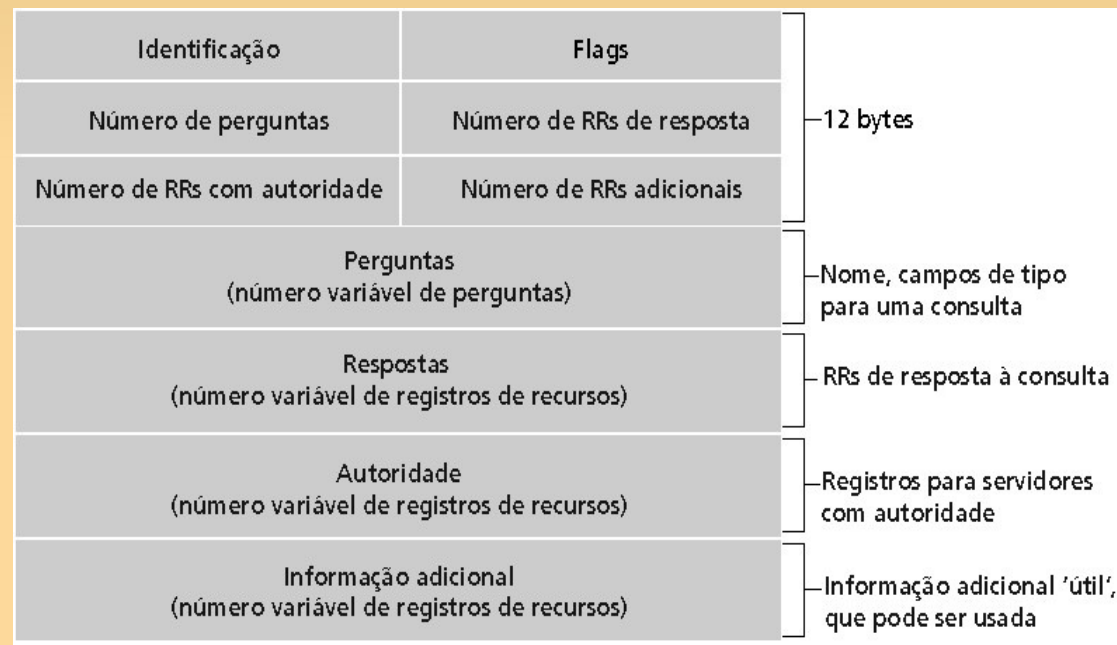 Identificação
Flags
Número de perguntas
Número de RRs de resposta
Número de RRs com autoridade
Número de RRs adicionais
12 bytes
Perguntas
(número variável de perguntas)
Nome, campos de tipo
para uma consulta
Respostas
(número variável de registros de recursos)
RRs de resposta à consulta
Autoridade
(número variável de registros de recursos)
Registros para servidores
com autoridade
Informação adicional
(número variável de registros de recursos)
Informação adicional ‘útil’,
que pode ser usada